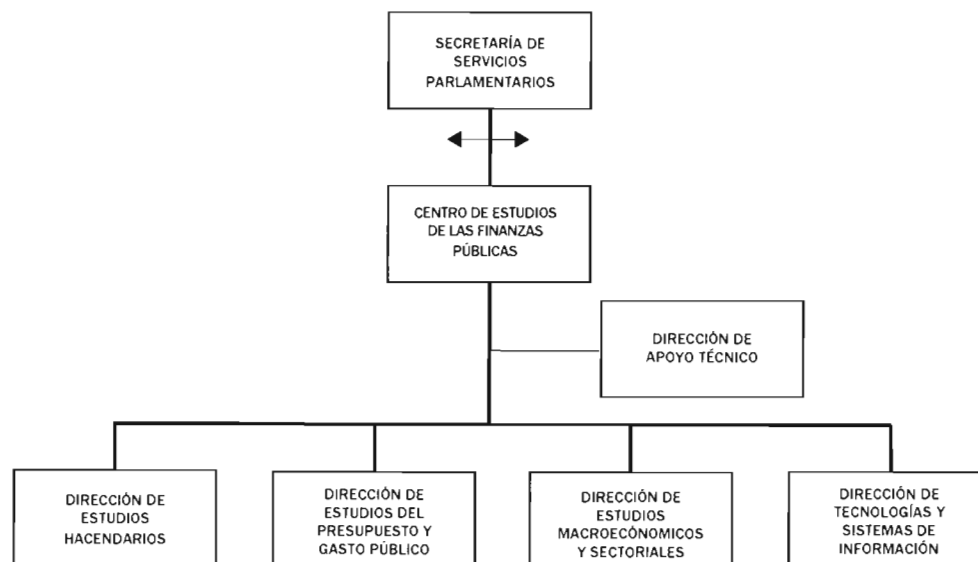 SECRETARÍA DE
SERVICIOS
PARLAMENTARIOS
CENTRO DE ESTUDIOS
DE LAS FINANZAS
PÚBLICAS
DIRECCIÓN DE
APOYO TÉCNICO
DIRECCIÓN DE
ESTUDIOS
HACENDARIOS
DIRECCIÓN DE
ESTUDIOS DEL
PRESUPUESTO Y
GASTO PÚBLICO
DIRECCIÓN DE
ESTUDIOS
MACROECÓNOMICOS
Y SECTORIALES
DIRECCIÓN DE
TECNOLOGÍAS Y
SISTEMAS DE
INFORMACIÓN